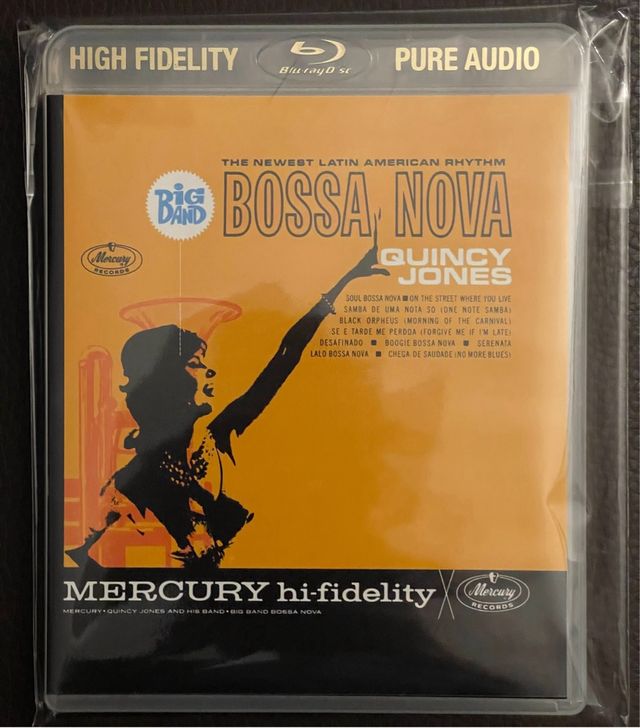 HIGH FIDELITY Blu-ray Disc PURE AUDIO
THE NEWEST LATIN AMERICAN RHYTHM
BiG BAND
BOSSA NOVA
Mercury
RECORDS
QUINCY
JONES
SOUL BOSSA NOVA ■ ON THE STREET WHERE YOU LIVE
SAMBA DE UMA NOTA SO (ONE NOTE SAMBA)
BLACK ORPHEUS (MORNING OF THE CARNIVAL)
SE E TARDE ME PERDOA (FORGIVE ME IF I'M LATE)
DESAFINADO ■ BOOGIE BOSSA NOVA ■ SERENATA
LALO BOSSA NOVA ■ CHEGA DE SAUDADE (NO MORE BLUES)
MERCURY hi-fidelity
Mercury
RECORDS
MERCURY • QUINCY JONES AND HIS BAND • BIG BAND BOSSA NOVA